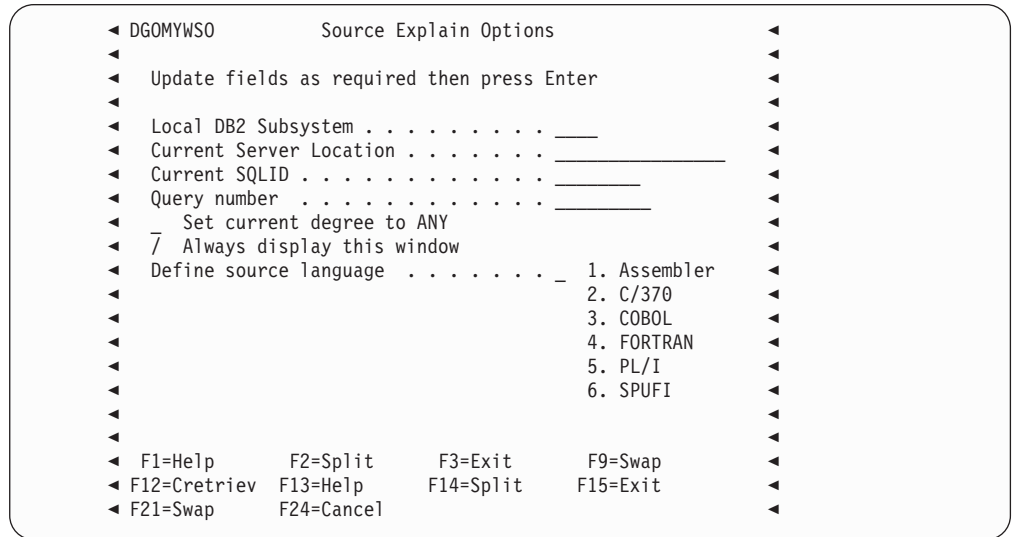 ◄ DGOMYWSO Source Explain Options ◄
◄ ◄
◄ Update fields as required then press Enter ◄
◄ ◄
◄ Local DB2 Subsystem . . . . . . . . . ____ ◄
◄ Current Server Location . . . . . . . ________________ ◄
◄ Current SQLID . . . . . . . . . . . . ________ ◄
◄ Query number . . . . . . . . . . . . _________ ◄
◄ _ Set current degree to ANY ◄
◄ / Always display this window ◄
◄ Define source language . . . . . . . _ 1. Assembler ◄
◄ 2. C/370 ◄
◄ 3. COBOL ◄
◄ 4. FORTRAN ◄
◄ 5. PL/I ◄
◄ 6. SPUFI ◄
◄ ◄
◄ ◄
◄ F1=Help F2=Split F3=Exit F9=Swap ◄
◄ F12=Cretriev F13=Help F14=Split F15=Exit ◄
◄ F21=Swap F24=Cancel ◄